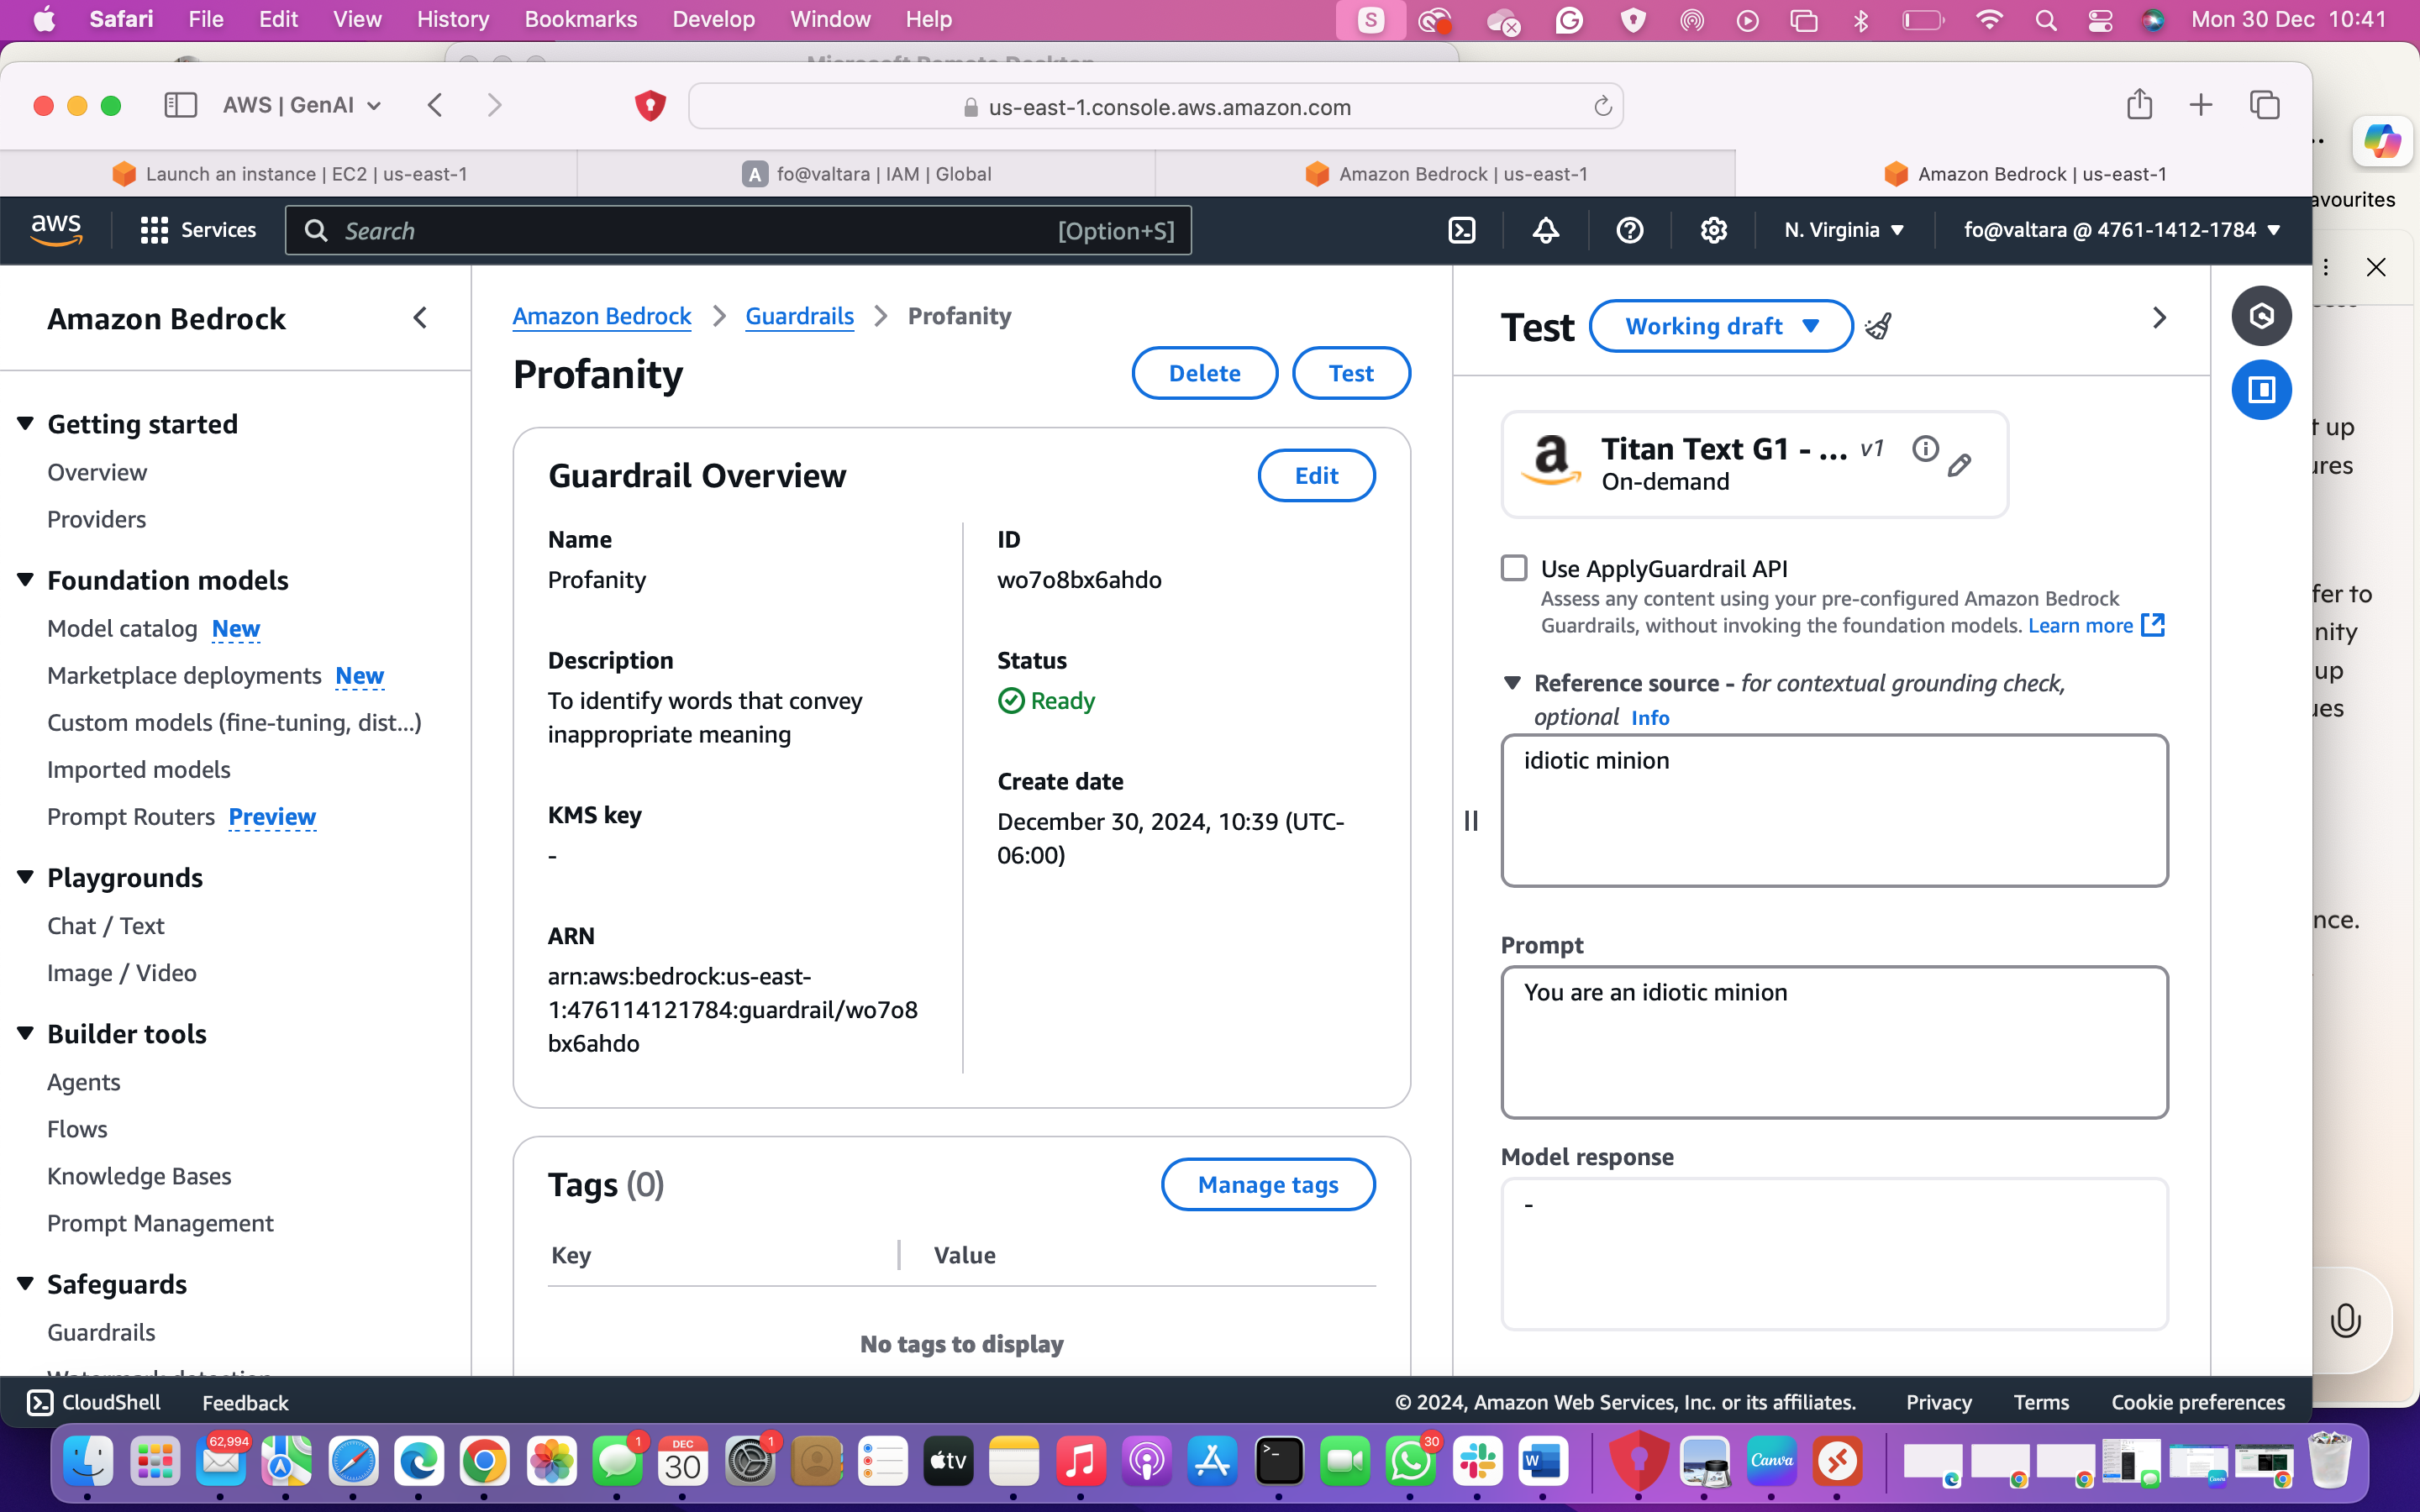 Safari File Edit View History Bookmarks Develop Window Help Mon 30 Dec 10:41
AWS | GenAI
us-east-1.console.aws.amazon.com
Launch an instance | EC2 | us-east-1
A fo@valtara | IAM | Global
Amazon Bedrock | us-east-1
Amazon Bedrock | us-east-1
avourites
aws Services Search [Option+S] N. Virginia fo@valtara @ 4761-1412-1784
Amazon Bedrock
Getting started
Overview
Providers
Foundation models
Model catalog New
Marketplace deployments New
Custom models (fine-tuning, dist...)
Imported models
Prompt Routers Preview
Playgrounds
Chat / Text
Image / Video
Builder tools
Agents
Flows
Knowledge Bases
Prompt Management
Safeguards
Guardrails
Amazon Bedrock > Guardrails > Profanity
Profanity
Delete
Test
Guardrail Overview
Edit
Name
Profanity
Description
To identify words that convey
inappropriate meaning
KMS key
-
ARN
arn:aws:bedrock:us-east-
1:476114121784:guardrail/wo7o8
bx6ahdo
ID
wo7o8bx6ahdo
Status
Ready
Create date
December 30, 2024, 10:39 (UTC-
06:00)
Tags (0)
Manage tags
Key
Value
No tags to display
Test Working draft
Titan Text G1 - ... v1
On-demand
Use ApplyGuardrail API
Assess any content using your pre-configured Amazon Bedrock
Guardrails, without invoking the foundation models. Learn more
Reference source - for contextual grounding check,
optional Info
idiotic minion
Prompt
You are an idiotic minion
Model response
-
up
ures
fer to
nity
up
ues
nce.
CloudShell Feedback © 2024, Amazon Web Services, Inc. or its affiliates. Privacy Terms Cookie preferences
62,994
1
DEC
30
1
tv
30
W
Canva